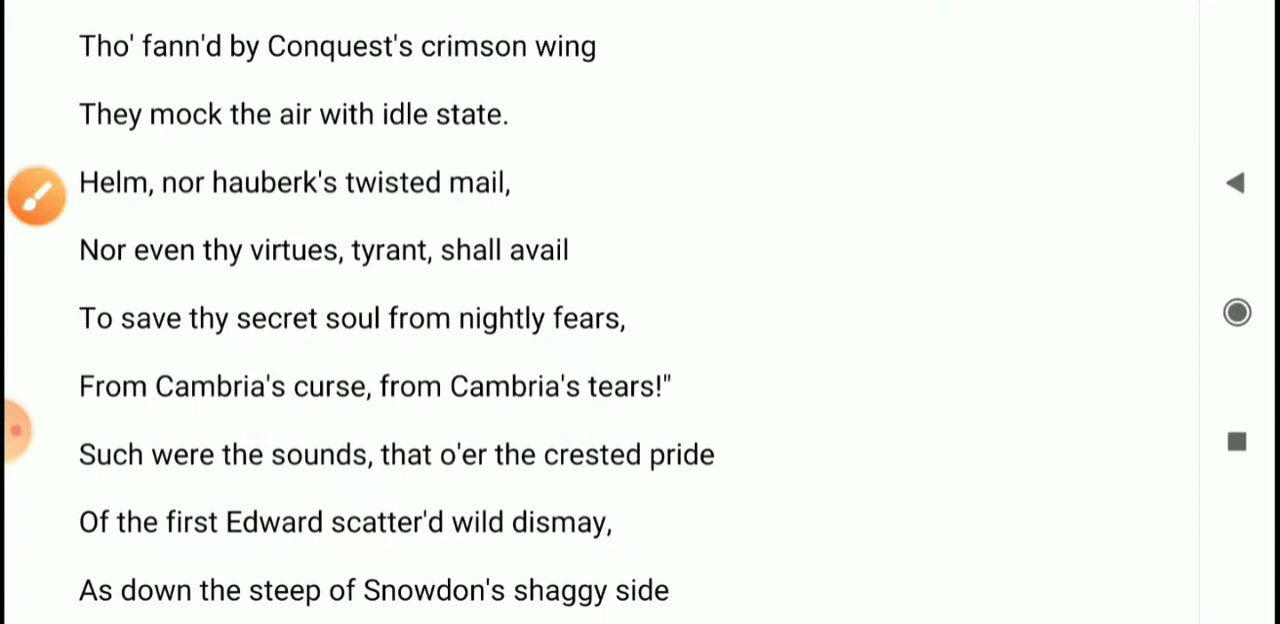 Tho' fann'd by Conquest's crimson wing
They mock the air with idle state.
Helm, nor hauberk's twisted mail,
Nor even thy virtues, tyrant, shall avail
To save thy secret soul from nightly fears,
From Cambria's curse, from Cambria's tears!"
Such were the sounds, that o'er the crested pride
Of the first Edward scatter'd wild dismay,
As down the steep of Snowdon's shaggy side